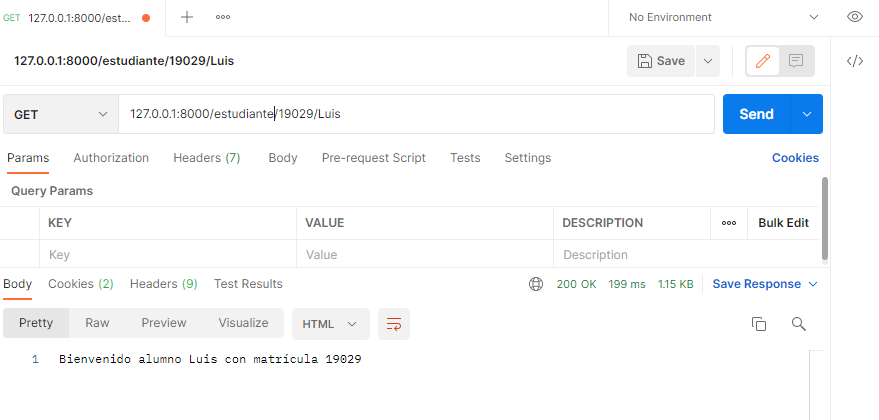 GET 127.0.0.1:8000/est...
No Environment
127.0.0.1:8000/estudiante/19029/Luis
Save
GET 127.0.0.1:8000/estudiante/19029/Luis Send
Params Authorization Headers (7) Body Pre-request Script Tests Settings Cookies
Query Params
KEY VALUE DESCRIPTION Bulk Edit
Key Value Description
Body Cookies (2) Headers (9) Test Results 200 OK 199 ms 1.15 KB Save Response
Pretty Raw Preview Visualize HTML
1 Bienvenido alumno Luis con matrícula 19029